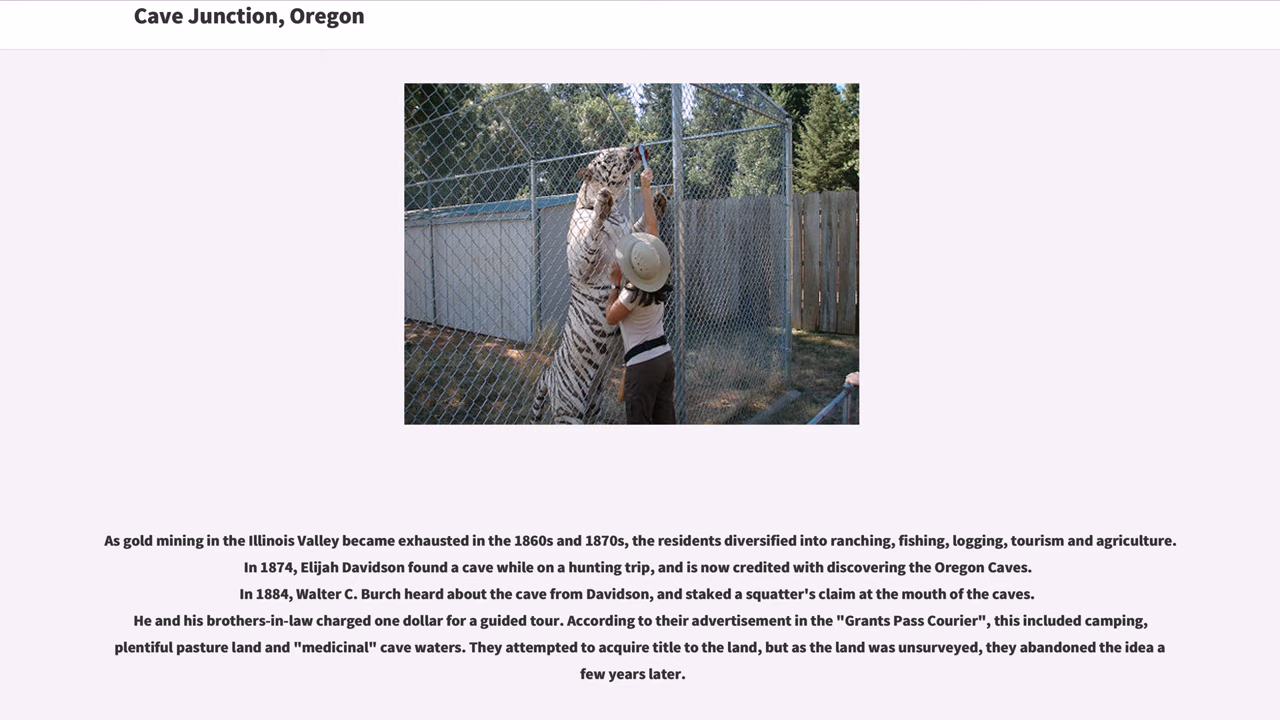 Cave Junction, Oregon
As gold mining in the Illinois Valley became exhausted in the 1860s and 1870s, the residents diversified into ranching, fishing, logging, tourism and agriculture.
In 1874, Elijah Davidson found a cave while on a hunting trip, and is now credited with discovering the Oregon Caves.
In 1884, Walter C. Burch heard about the cave from Davidson, and staked a squatter's claim at the mouth of the caves.
He and his brothers-in-law charged one dollar for a guided tour. According to their advertisement in the "Grants Pass Courier", this included camping,
plentiful pasture land and "medicinal" cave waters. They attempted to acquire title to the land, but as the land was unsurveyed, they abandoned the idea a
few years later.